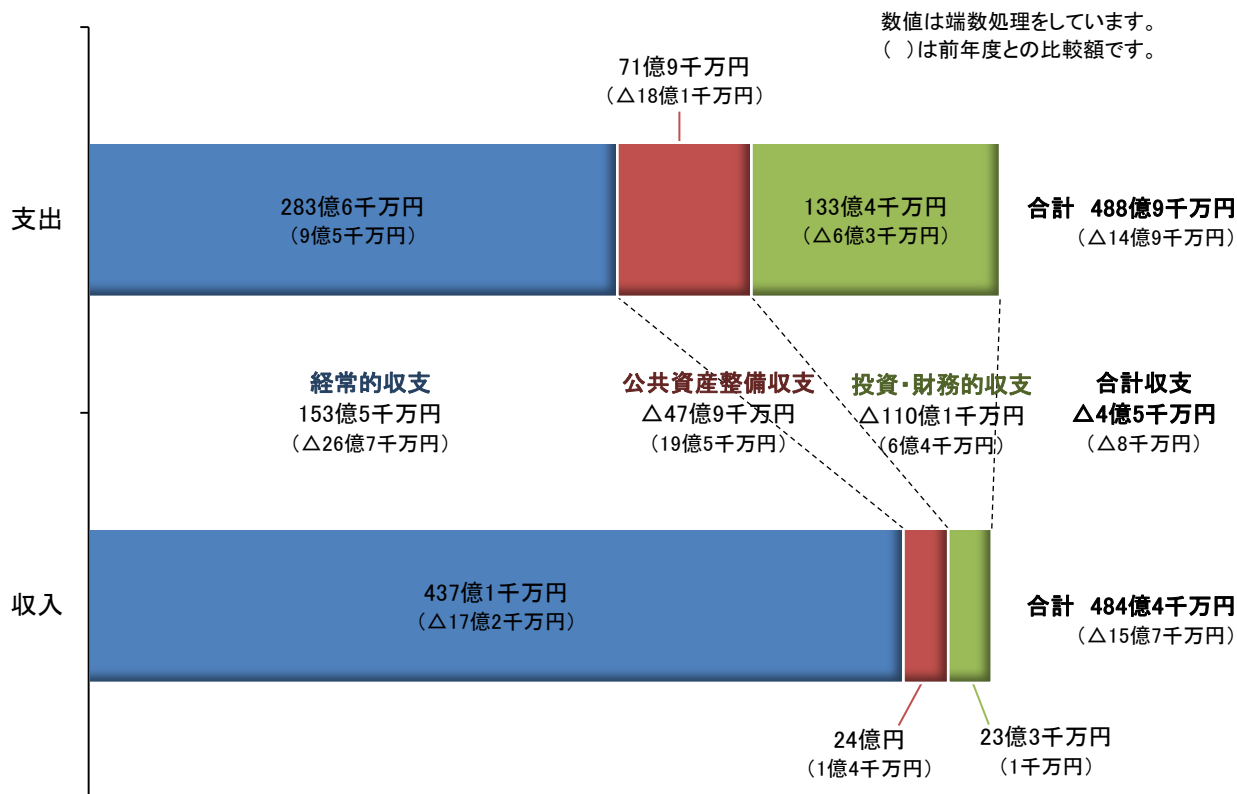 数値は端数処理をしています。
（　）は前年度との比較額です。
71億9千万円
（△18億1千万円）
支出
283億6千万円
（9億5千万円）
133億4千万円
（△6億3千万円）
合計　488億9千万円
（△14億9千万円）
経常的収支
153億5千万円
（△26億7千万円）
公共資産整備収支
△47億9千万円
（19億5千万円）
投資・財務的収支
△110億1千万円
（6億4千万円）
合計収支
△4億5千万円
（△8千万円）
収入
437億1千万円
（△17億2千万円）
合計　484億4千万円
（△15億7千万円）
24億円
（1億4千万円）
23億3千万円
（1千万円）